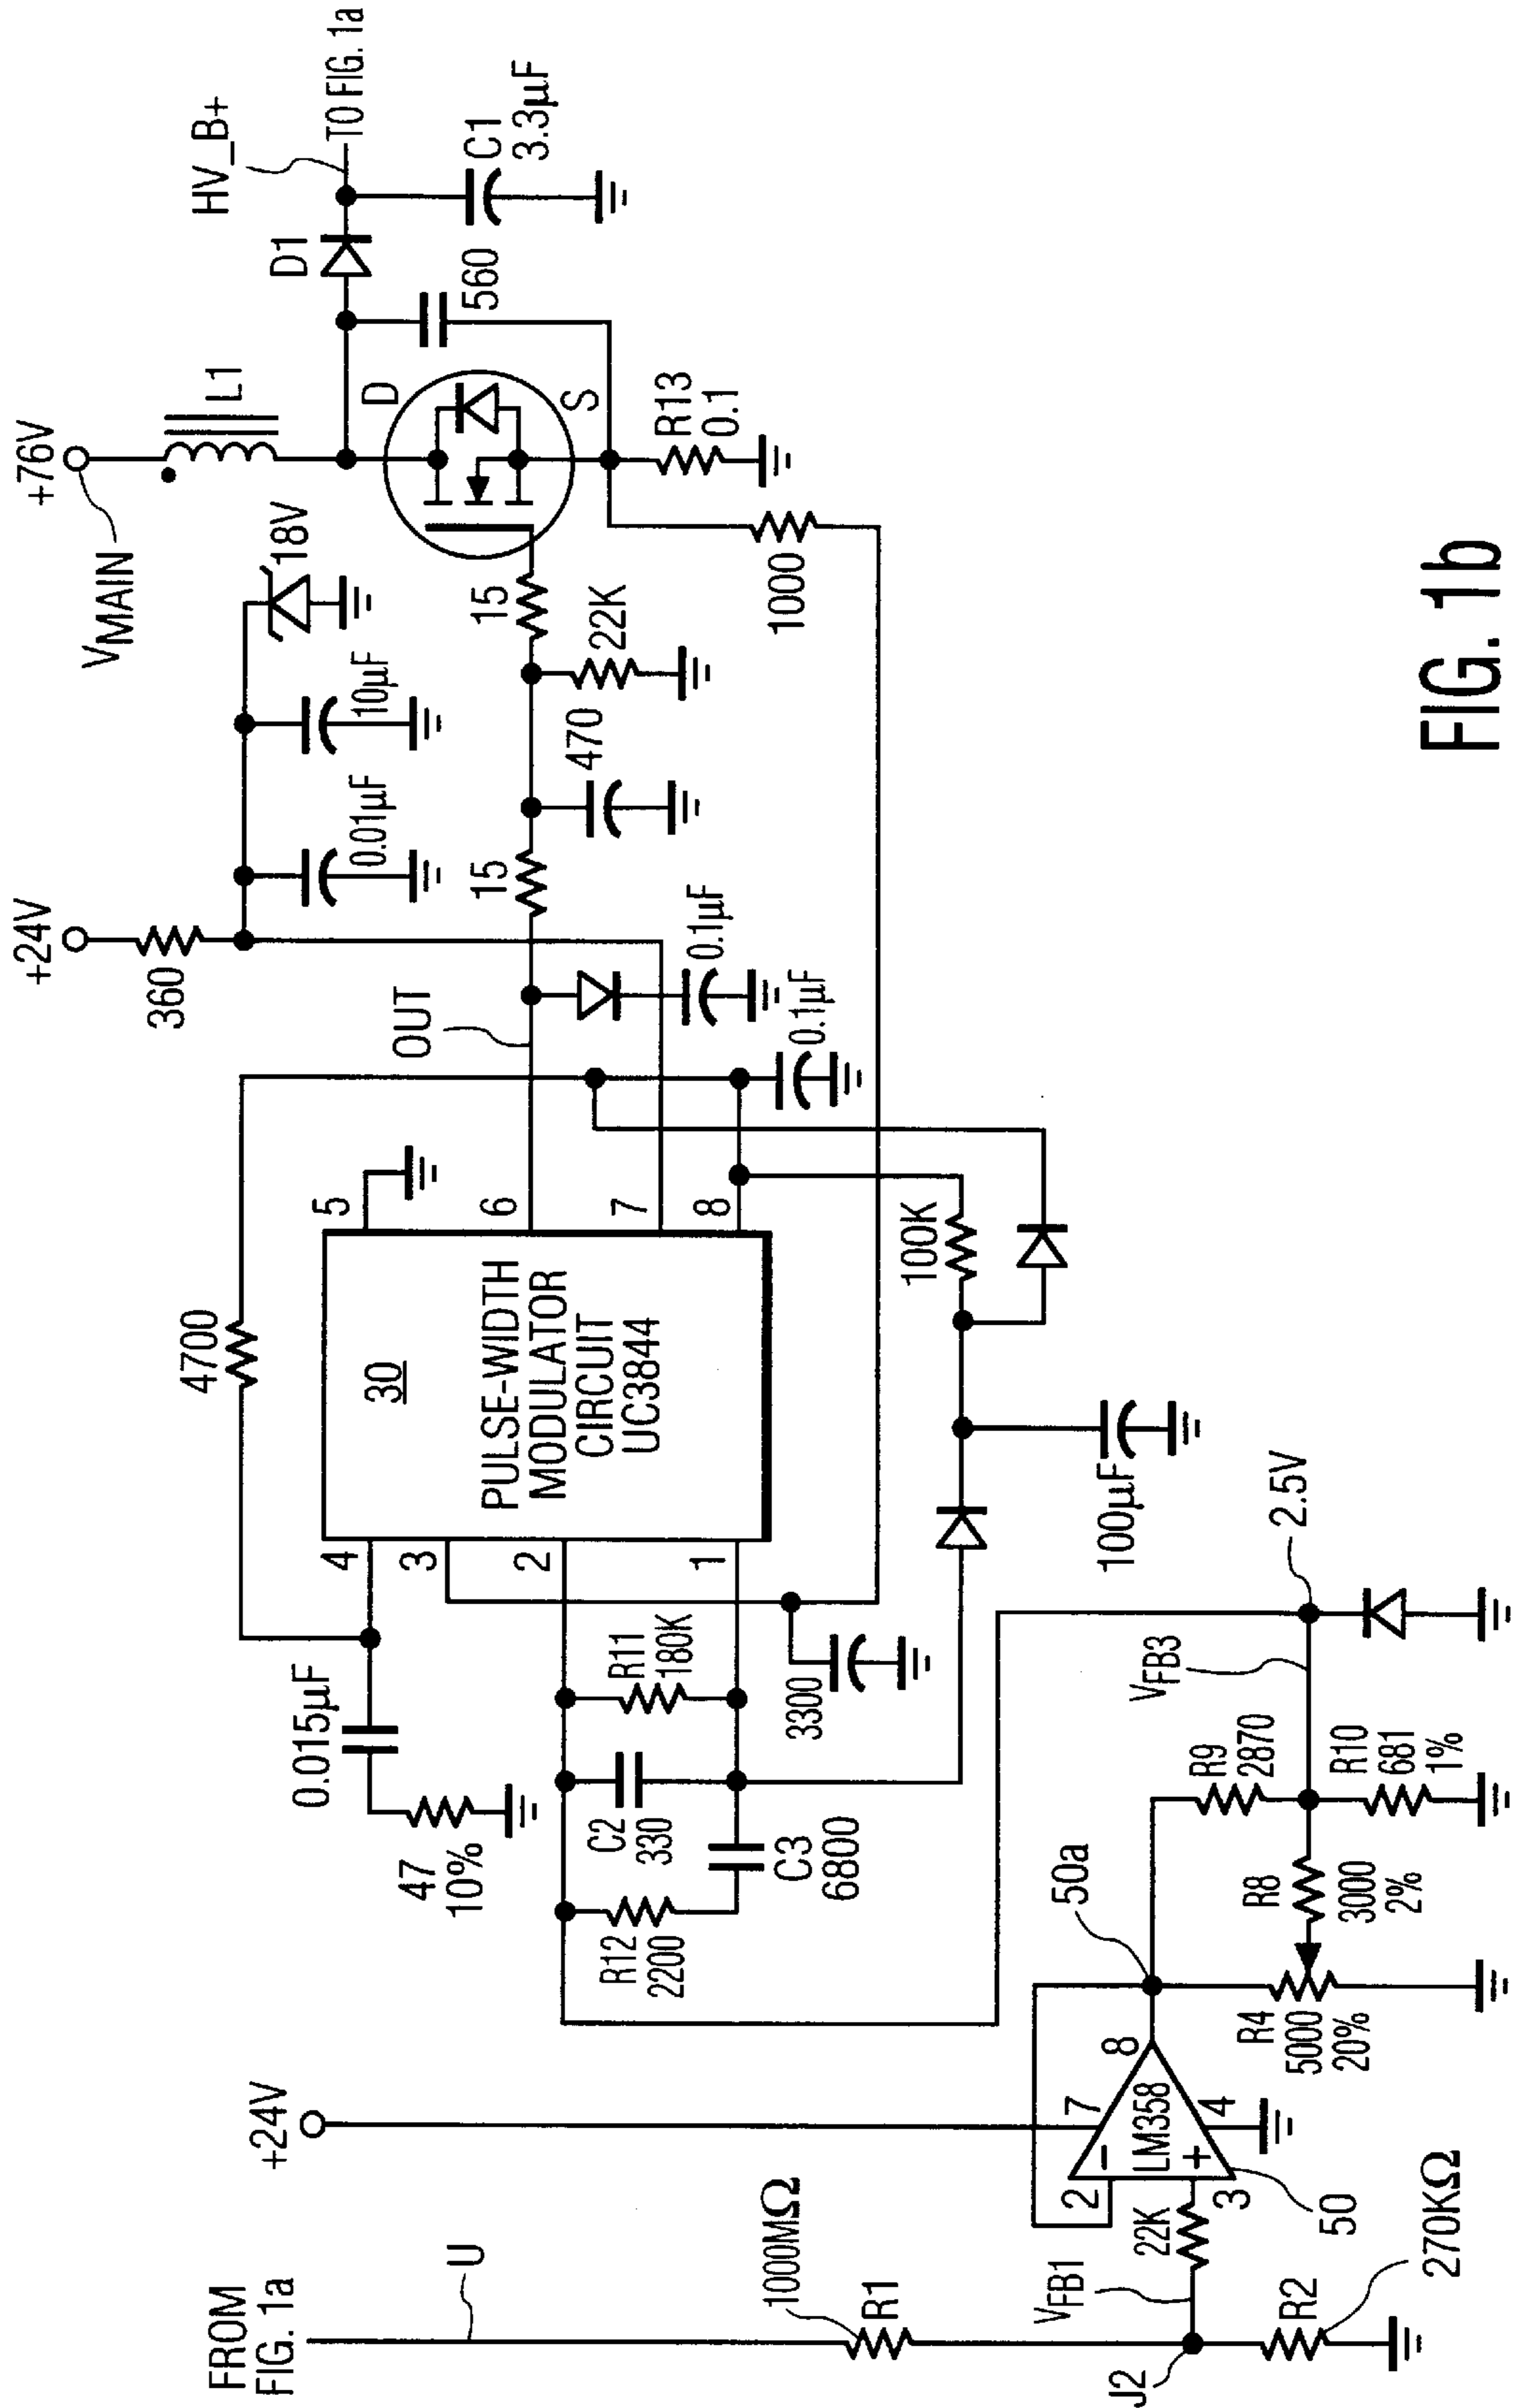 +76V
VMAIN
L1
HV_B+
TO FIG. 1a
D1
C1
3.3µF
560
D
S
R13
0.1
18V
10µF
0.01µF
+24V
360
15
22K
470
15
1000
0.1µF
0.1µF
OUT
4700
5
6
7
8
30
PULSE-WIDTH
MODULATOR
CIRCUIT
UC3844
4
3
2
1
100K
100µF
0.015µF
47
10%
R11
180K
C2
330
R12
2200
C3
6800
3300
2.5V
VFB3
R9
2870
R10
681
1%
R8
3000
2%
R4
5000
20%
50a
8
+24V
7
LM358
−
+
2
3
4
50
22K
VFB1
FROM
FIG. 1a
U
1000MΩ
R1
J2
R2
270KΩ
FIG. 1b